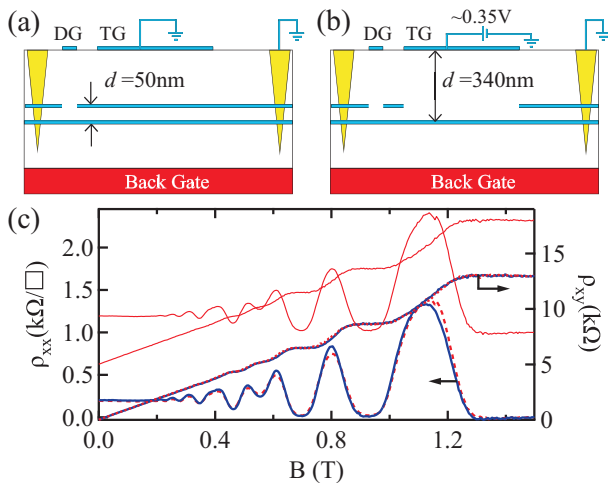 (a)
DG TG
d = 50nm
Back Gate
(b)
~0.35V
DG TG
d = 340nm
Back Gate
(c)
2.0
1.5
1.0
0.5
0.0
ρxx(kΩ/□)
15
10
5
0
ρxy(kΩ)
0.0 0.4 0.8 1.2
B (T)